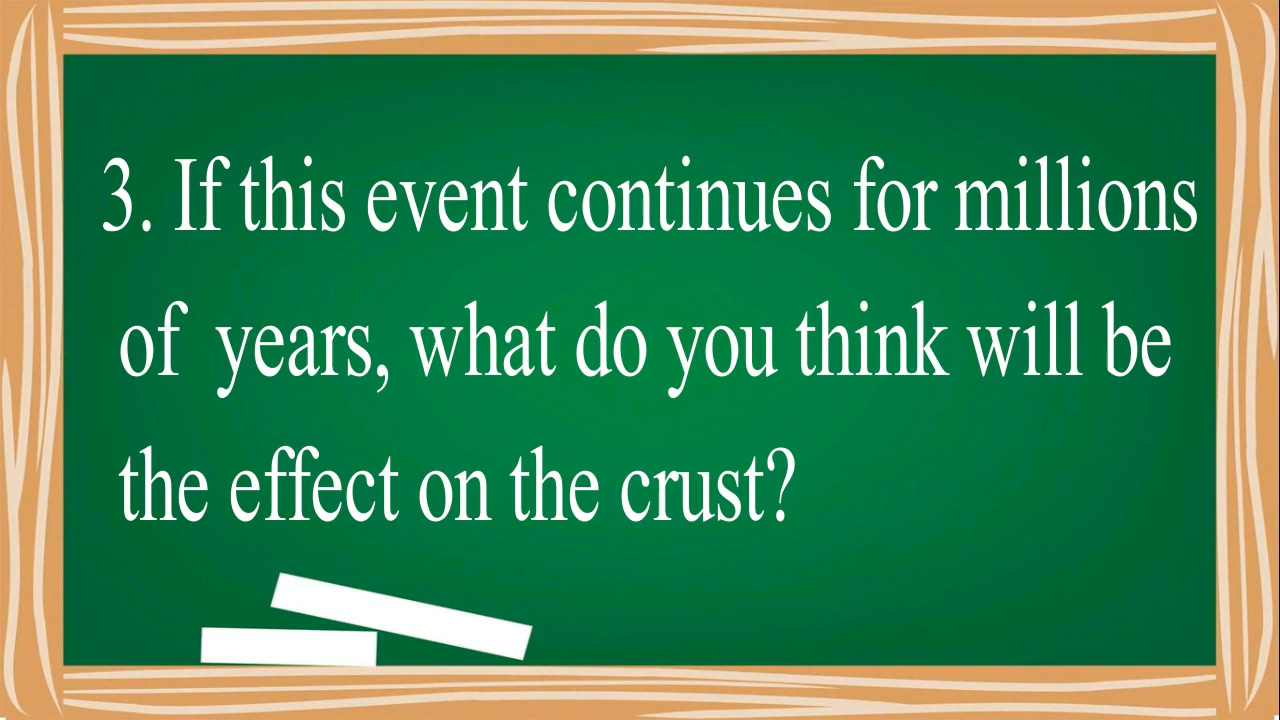 3. If this event continues for millions
of years, what do you think will be
the effect on the crust?